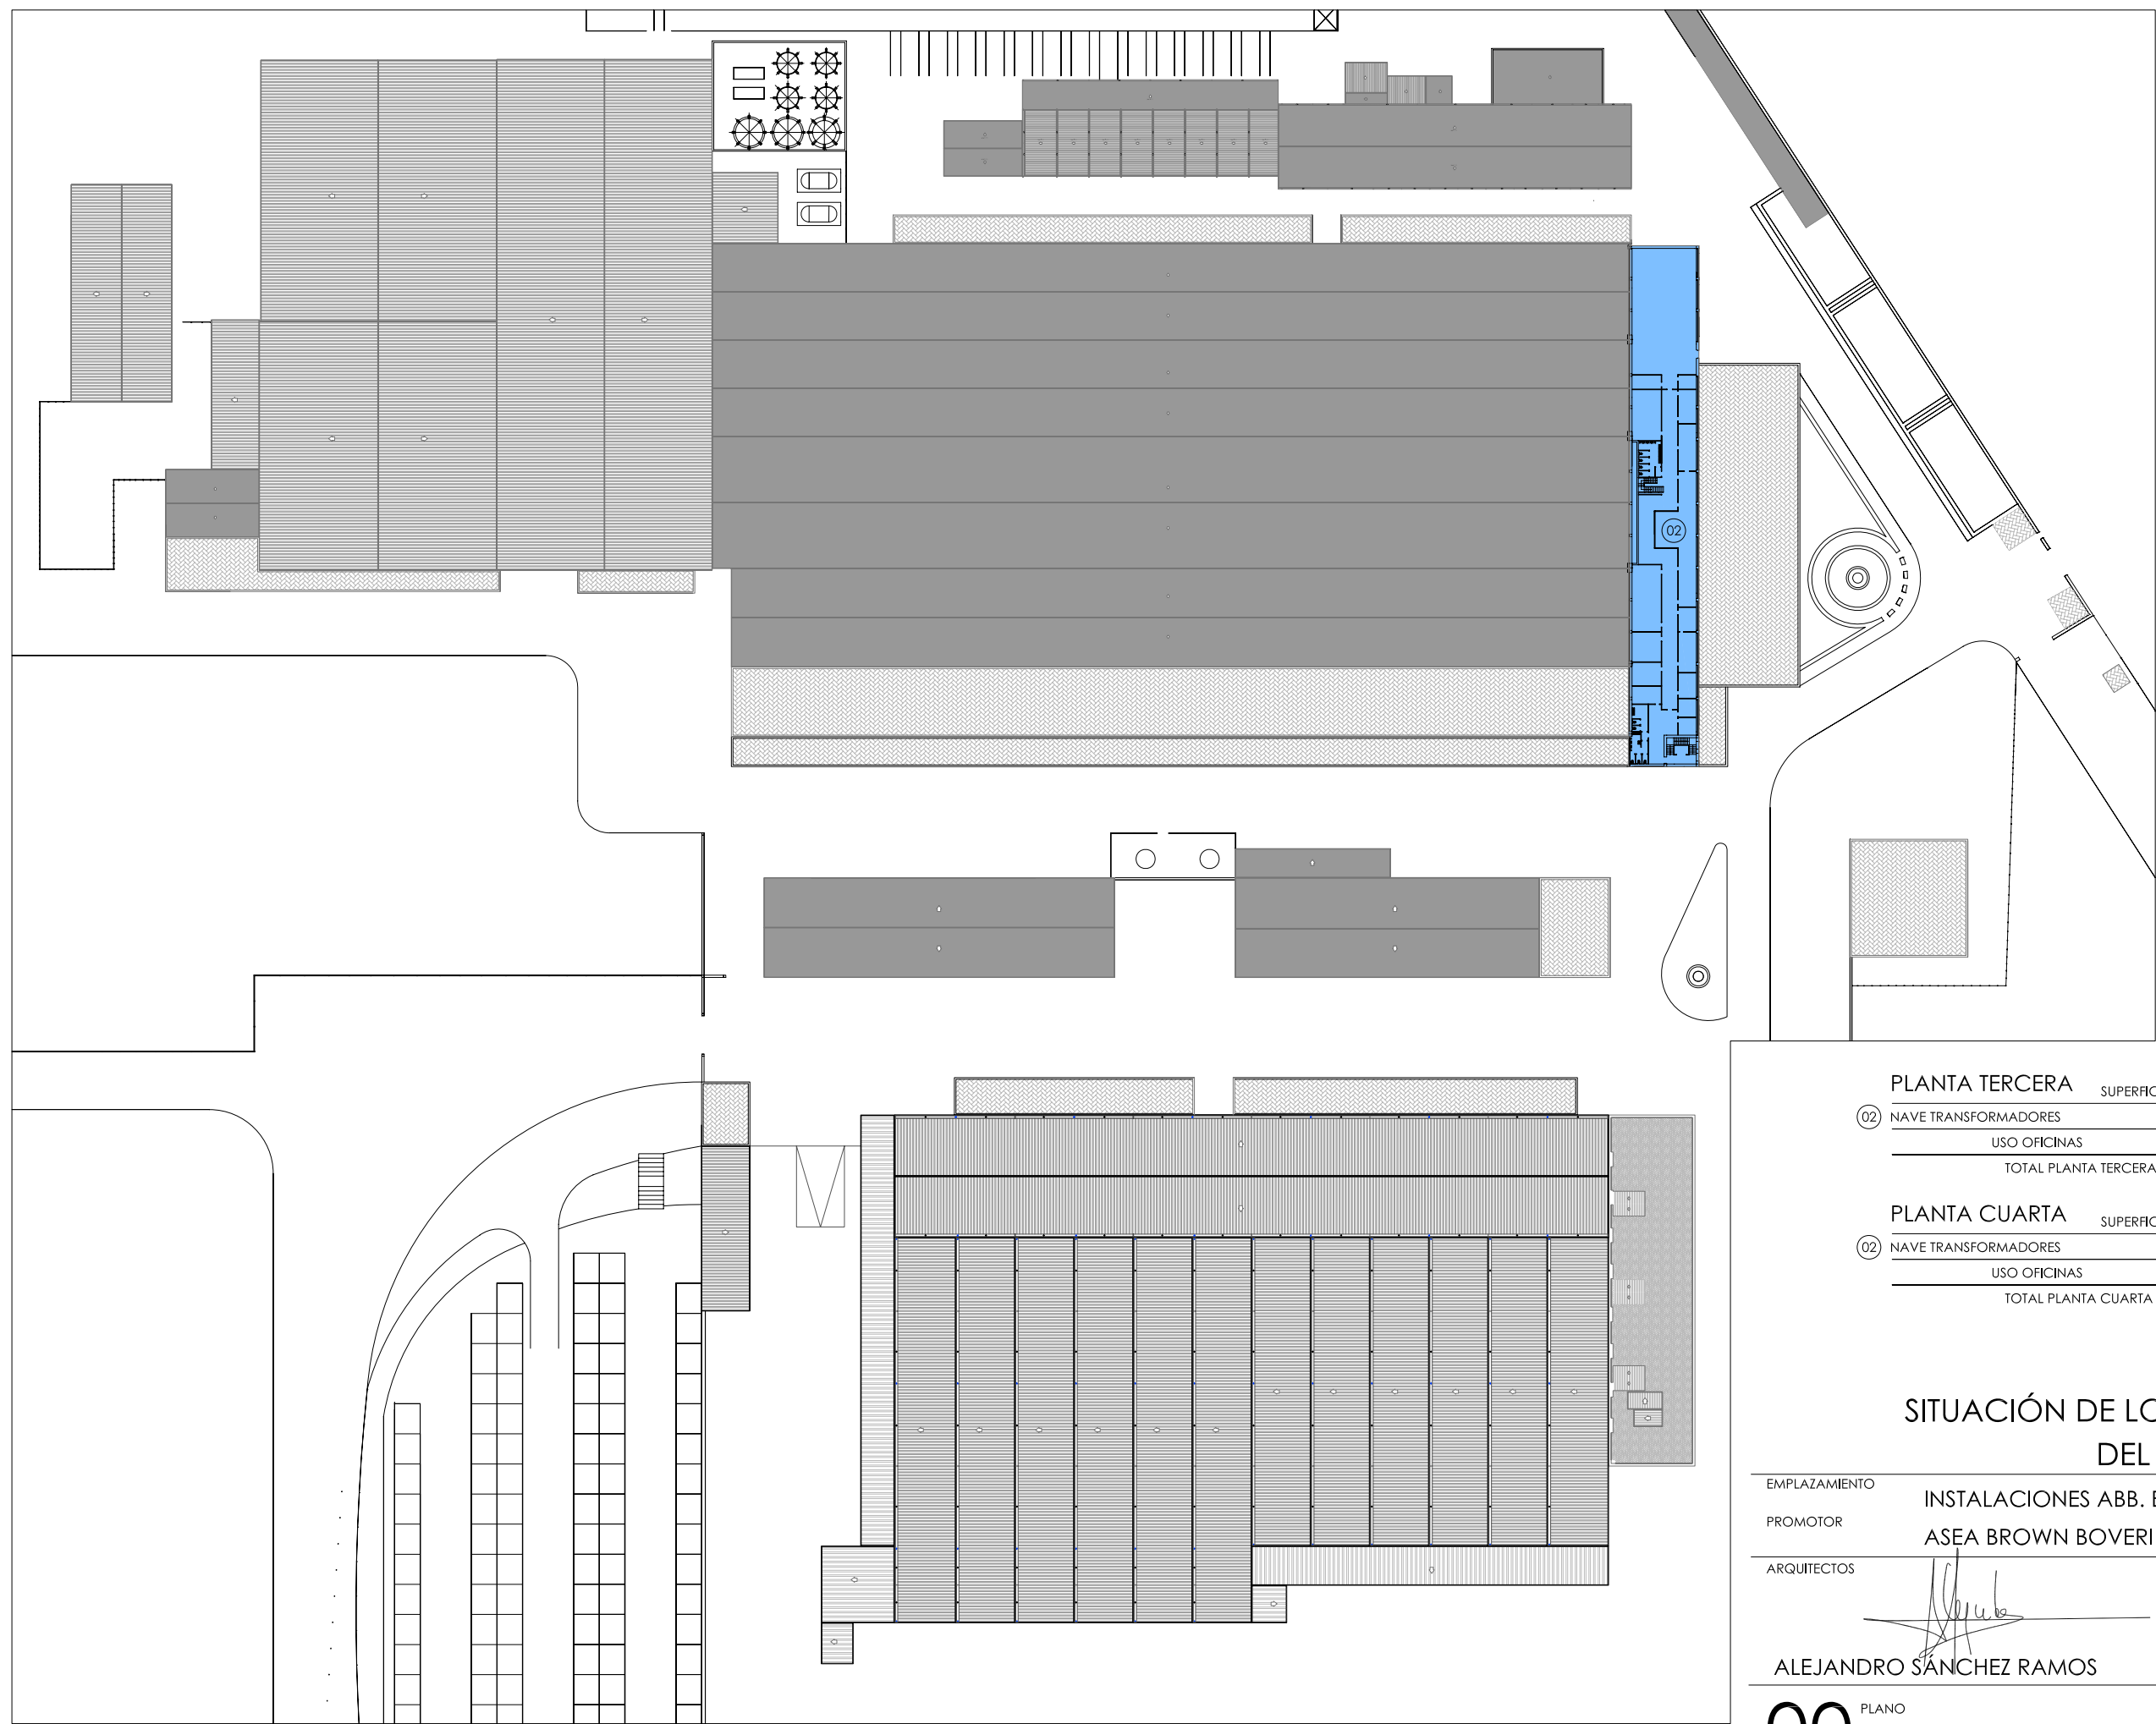 02
PLANTA TERCERA SUPERFIC
02 NAVE TRANSFORMADORES
USO OFICINAS
TOTAL PLANTA TERCERA
PLANTA CUARTA SUPERFIC
02 NAVE TRANSFORMADORES
USO OFICINAS
TOTAL PLANTA CUARTA
SITUACIÓN DE LO
DEL
EMPLAZAMIENTO INSTALACIONES ABB. E
PROMOTOR ASEA BROWN BOVERI
ARQUITECTOS
ALEJANDRO SÁNCHEZ RAMOS
PLANO